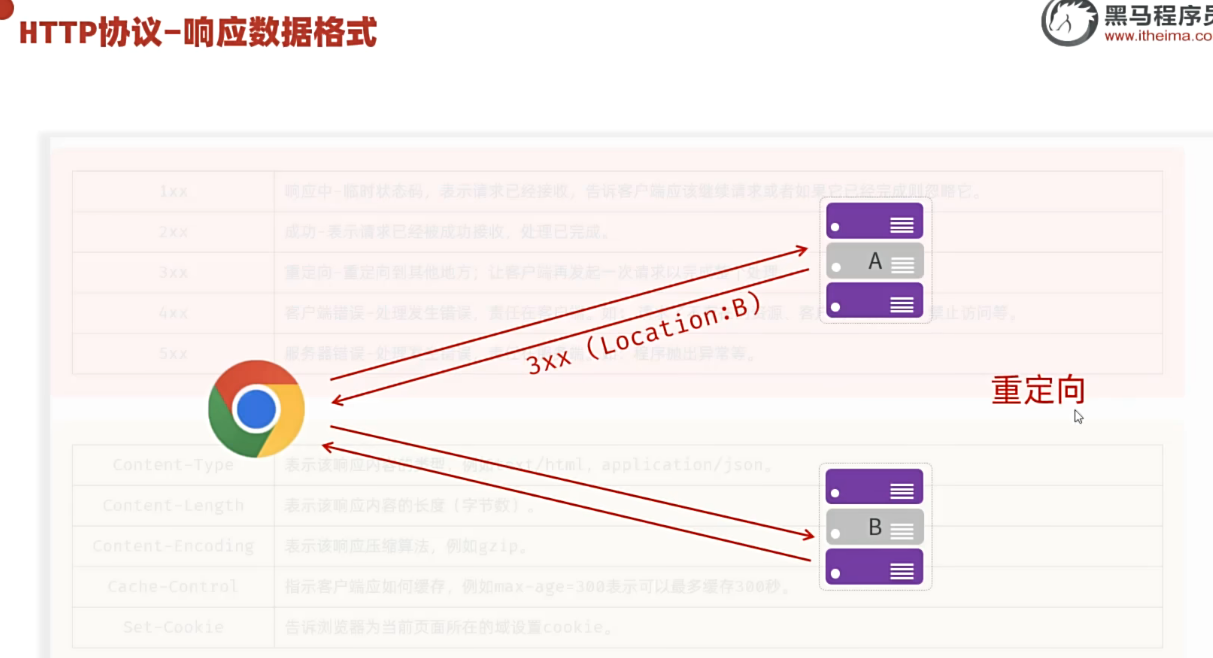 HTTP协议-响应数据格式
黑马程序员
www.itheima.co
1xx
响应中-临时状态码，表示请求已经接收，告诉客户端应该继续请求或者如果它已经完成则忽略它。
2xx
成功-表示请求已经被成功接收，处理已完成。
3xx
重定向-重定向到其他地方；让客户端再发起一次请求以完成
处理
A
4xx
客户端错误-处理发生错误，责任在
禁止访问等。
3xx (Location:B)
5xx
服务器错误-处理发生错误
程序抛出异常等。
重定向
Content-Type
表示该响应内容的类型，例如text/html，application/json。
Content-Length
表示该响应内容的长度（字节数）。
B
Content-Encoding
表示该响应压缩算法，例如gzip。
Cache-Control
指示客户端应如何缓存，例如max-age=300表示可以最多缓存300秒。
Set-Cookie
告诉浏览器为当前页面所在的域设置cookie。